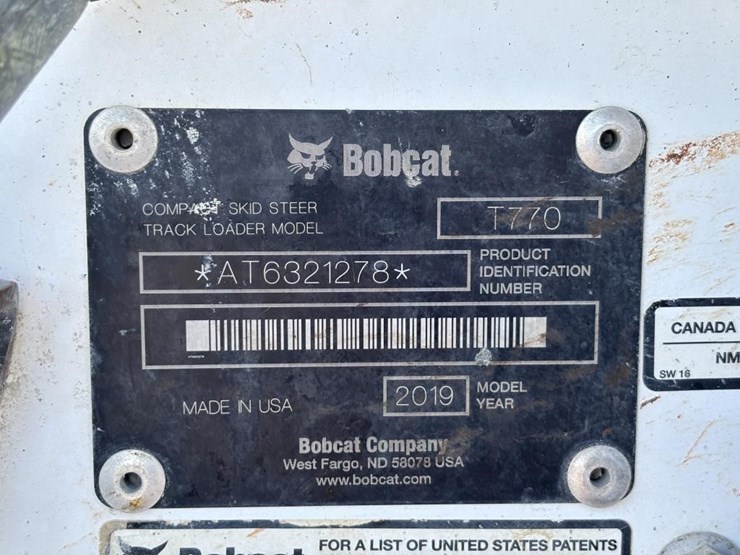 Bobcat.
COMPACT SKID STEER
TRACK LOADER MODEL
T770
*AT6321278*
PRODUCT
IDENTIFICATION
NUMBER
MADE IN USA
2019
MODEL
YEAR
Bobcat Company
West Fargo, ND 58078 USA
www.bobcat.com
CANADA
NM
SW 16
Bobcat
FOR A LIST OF UNITED STATES PATENTS